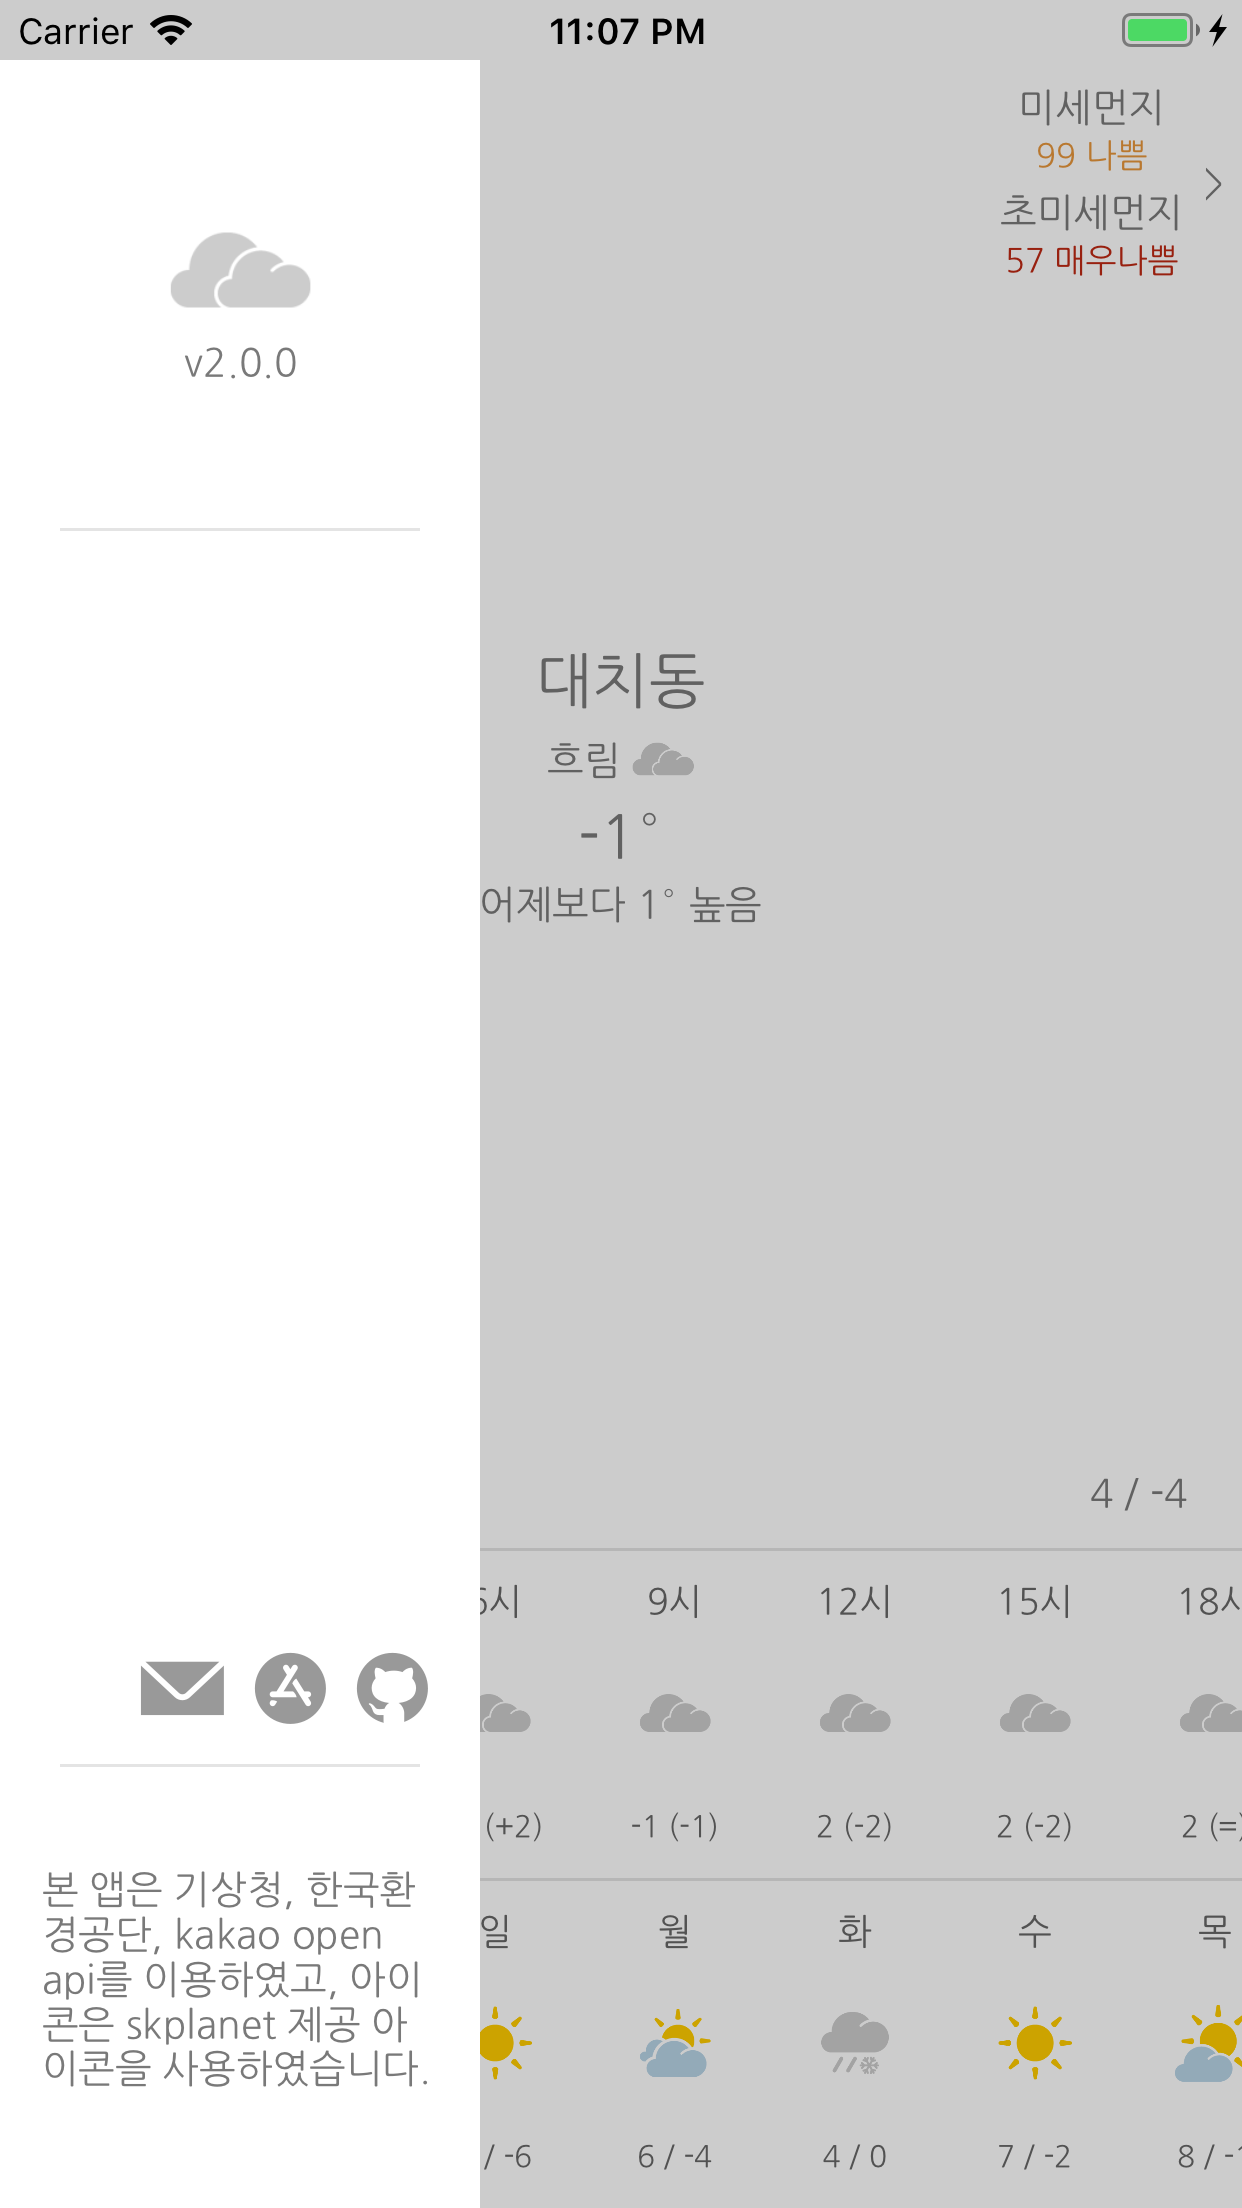 Carrier 11:07 PM
미세먼지
99 나쁨
초미세먼지
57 매우나쁨
v2.0.0
대치동
흐림
-1°
어제보다 1° 높음
4 / -4
시 9시 12시 15시
(+2) -1 (-1) 2 (-2) 2 (-2) 2 (=)
일 월 화 수 목
/ -6 6 / -4 4 / 0 7 / -2 8 /
본 앱은 기상청, 한국환
경공단, kakao open
api를 이용하였고, 아이
콘은 skplanet 제공 아
이콘을 사용하였습니다.